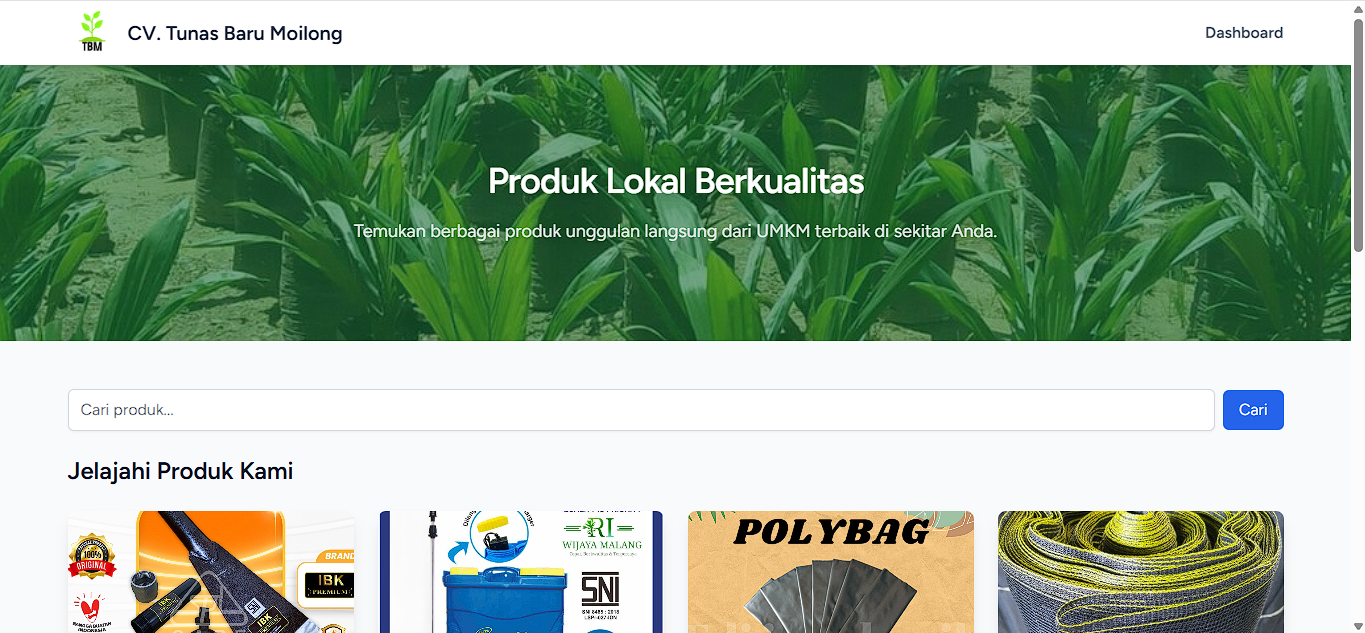 TBM
CV. Tunas Baru Moilong
Dashboard
Produk Lokal Berkualitas
Temukan berbagai produk unggulan langsung dari UMKM terbaik di sekitar Anda.
Cari produk...
Cari
Jelajahi Produk Kami
100%
ORIGINAL
BRAND
IBK
PREMIUM
SNI
IBK
RI
WIJAYA MALANG
SNI
POLYBAG